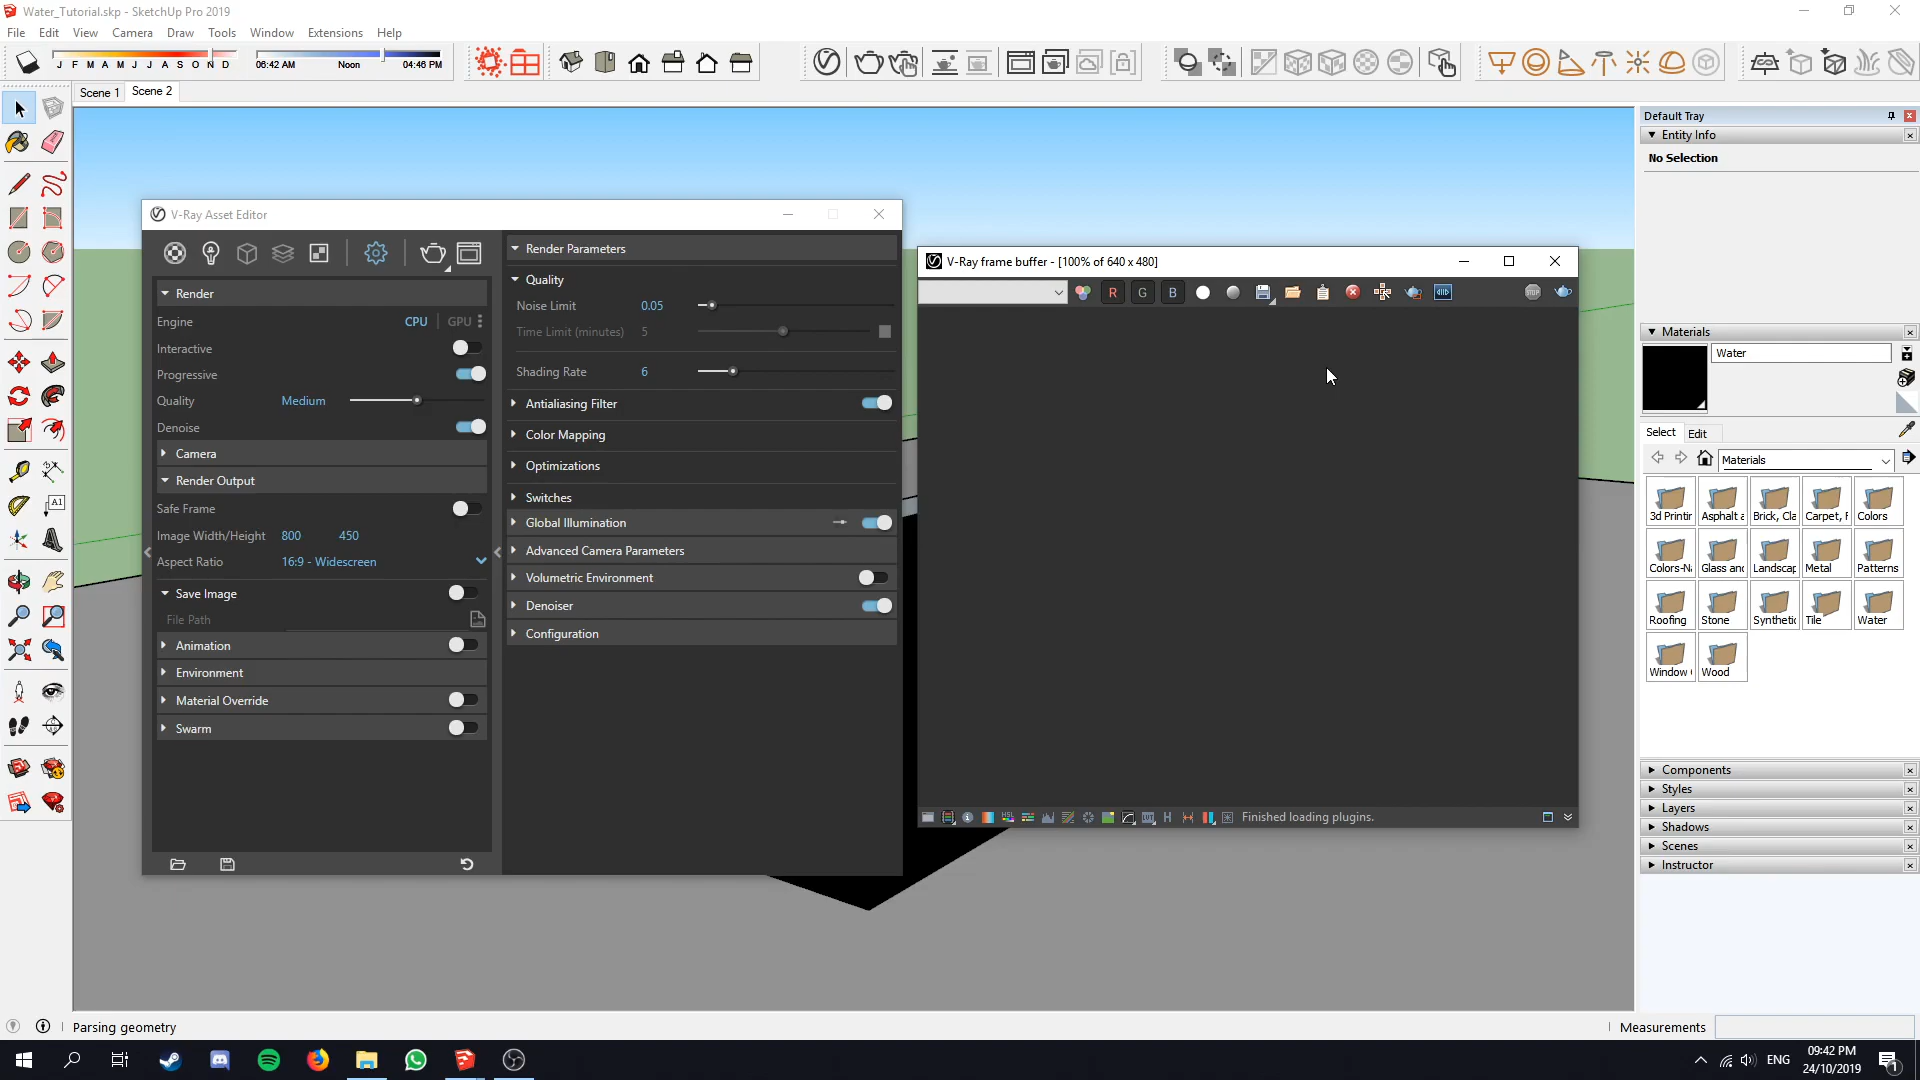 Water_Tutorial.skp - SketchUp Pro 2019
File Edit View Camera Draw Tools Window Extensions Help
J F M A M J J A S O N D
06:42 AM Noon 04:46 PM
Scene 1 Scene 2
Default Tray
Entity Info
No Selection
V-Ray Asset Editor
Render
Engine CPU GPU
Interactive
Progressive
Quality Medium
Denoise
Camera
Render Output
Safe Frame
Image Width/Height 800 450
Aspect Ratio 16:9 - Widescreen
Save Image
File Path
Animation
Environment
Material Override
Swarm
Render Parameters
Quality
Noise Limit 0.05
Time Limit (minutes) 5
Shading Rate 6
Antialiasing Filter
Color Mapping
Optimizations
Switches
Global Illumination
Advanced Camera Parameters
Volumetric Environment
Denoiser
Configuration
V-Ray frame buffer - [100% of 640 x 480]
R G B
STOP
Finished loading plugins.
A1
Materials
Water
Select Edit
Materials
3d Printin Asphalt a Brick, Cla Carpet, F Colors
Colors-Na Glass and Landscap Metal Patterns
Roofing Stone Synthetic Tile Water
Window Wood
Components
Styles
Layers
Shadows
Scenes
Instructor
Parsing geometry
Measurements
ENG
09:42 PM
24/10/2019
1